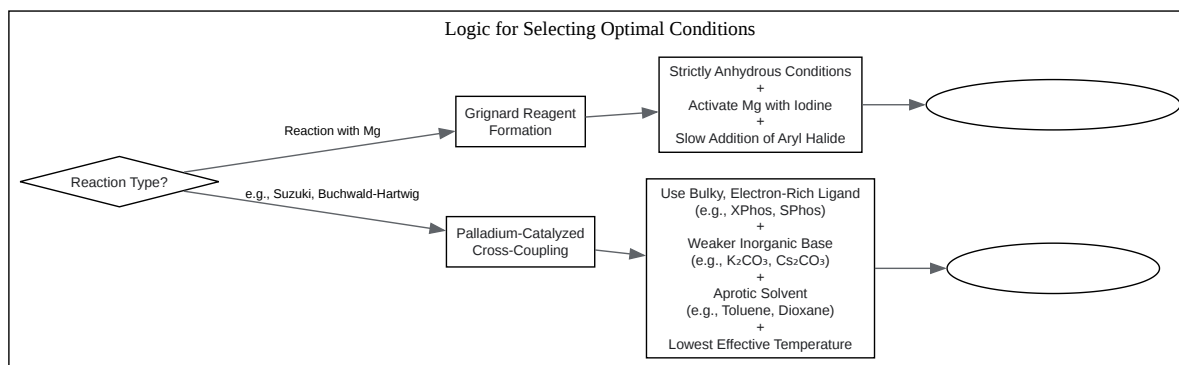 Logic for Selecting Optimal Conditions
Reaction Type?
Reaction with Mg
e.g., Suzuki, Buchwald-Hartwig
Grignard Reagent
Formation
Strictly Anhydrous Conditions
+
Activate Mg with Iodine
+
Slow Addition of Aryl Halide
Palladium-Catalyzed
Cross-Coupling
Use Bulky, Electron-Rich Ligand
(e.g., XPhos, SPhos)
+
Weaker Inorganic Base
(e.g., K₂CO₃, Cs₂CO₃)
+
Aprotic Solvent
(e.g., Toluene, Dioxane)
+
Lowest Effective Temperature